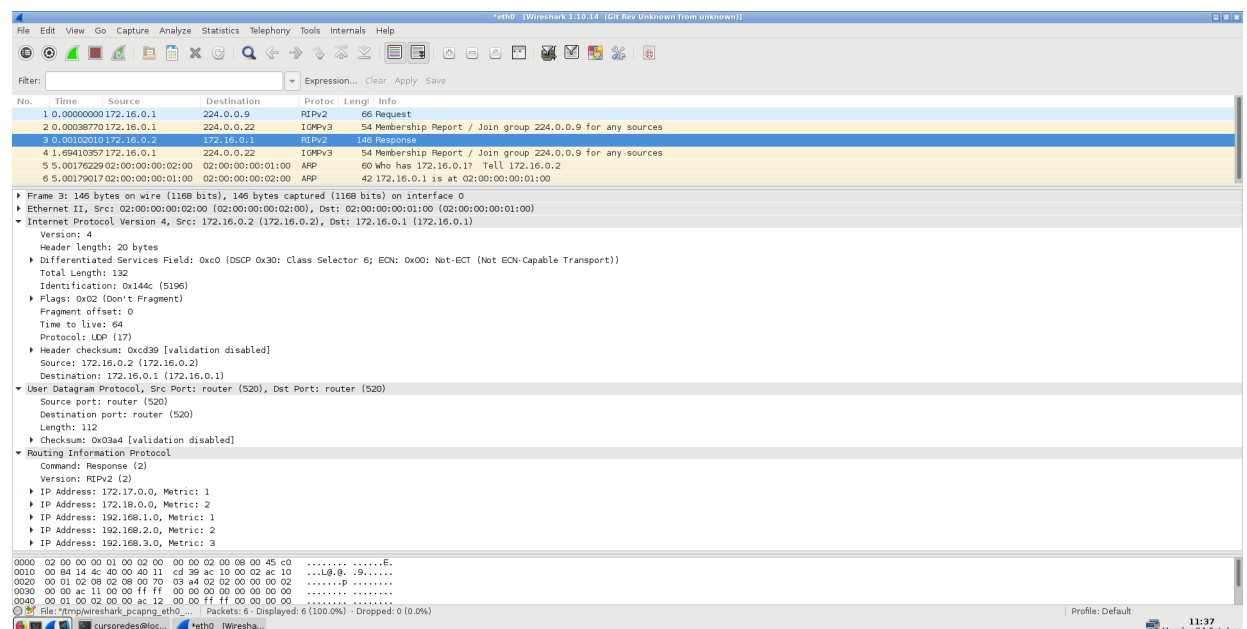 *eth0 [Wireshark 1.10.14 (Git Rev Unknown from unknown)]
File Edit View Go Capture Analyze Statistics Telephony Tools Internals Help
Filter: Expression... Clear Apply Save
No. Time Source Destination Protoc Lengt Info
1 0.00000000 172.16.0.1 224.0.0.9 RIPv2 66 Request
2 0.00038770 172.16.0.1 224.0.0.22 IGMPv3 54 Membership Report / Join group 224.0.0.9 for any sources
3 0.00102010 172.16.0.2 172.16.0.1 RIPv2 146 Response
4 1.69410357 172.16.0.1 224.0.0.22 IGMPv3 54 Membership Report / Join group 224.0.0.9 for any sources
5 5.00176229 02:00:00:00:02:00 02:00:00:00:01:00 ARP 60 Who has 172.16.0.1? Tell 172.16.0.2
6 5.00179017 02:00:00:00:01:00 02:00:00:00:02:00 ARP 42 172.16.0.1 is at 02:00:00:00:01:00
Frame 3: 146 bytes on wire (1168 bits), 146 bytes captured (1168 bits) on interface 0
Ethernet II, Src: 02:00:00:00:02:00 (02:00:00:00:02:00), Dst: 02:00:00:00:01:00 (02:00:00:00:01:00)
Internet Protocol Version 4, Src: 172.16.0.2 (172.16.0.2), Dst: 172.16.0.1 (172.16.0.1)
Version: 4
Header length: 20 bytes
Differentiated Services Field: 0xc0 (DSCP 0x30: Class Selector 6; ECN: 0x00: Not-ECT (Not ECN-Capable Transport))
Total Length: 132
Identification: 0x144c (5196)
Flags: 0x02 (Don't Fragment)
Fragment offset: 0
Time to live: 64
Protocol: UDP (17)
Header checksum: 0xcd39 [validation disabled]
Source: 172.16.0.2 (172.16.0.2)
Destination: 172.16.0.1 (172.16.0.1)
User Datagram Protocol, Src Port: router (520), Dst Port: router (520)
Source port: router (520)
Destination port: router (520)
Length: 112
Checksum: 0x03a4 [validation disabled]
Routing Information Protocol
Command: Response (2)
Version: RIPv2 (2)
IP Address: 172.17.0.0, Metric: 1
IP Address: 172.18.0.0, Metric: 2
IP Address: 192.168.1.0, Metric: 1
IP Address: 192.168.2.0, Metric: 2
IP Address: 192.168.3.0, Metric: 3
0000 02 00 00 00 01 00 02 00 00 00 02 00 08 00 45 c0 ........ ......E.
0010 00 84 14 4c 40 00 40 11 cd 39 ac 10 00 02 ac 10 ...L@.@. .9......
0020 00 01 02 08 02 08 00 70 03 a4 02 02 00 00 00 02 .......p ........
0030 00 00 ac 11 00 00 ff ff 00 00 00 00 00 00 00 00 ........ ........
0040 00 01 00 02 00 00 ac 12 00 00 ff ff 00 00 00 00 ........ ........
File: "/tmp/wireshark_pcapng_eth0_... Packets: 6 · Displayed: 6 (100.0%) · Dropped: 0 (0.0%) Profile: Default
cursoredes@loc... *eth0 [Wiresha... 11:37